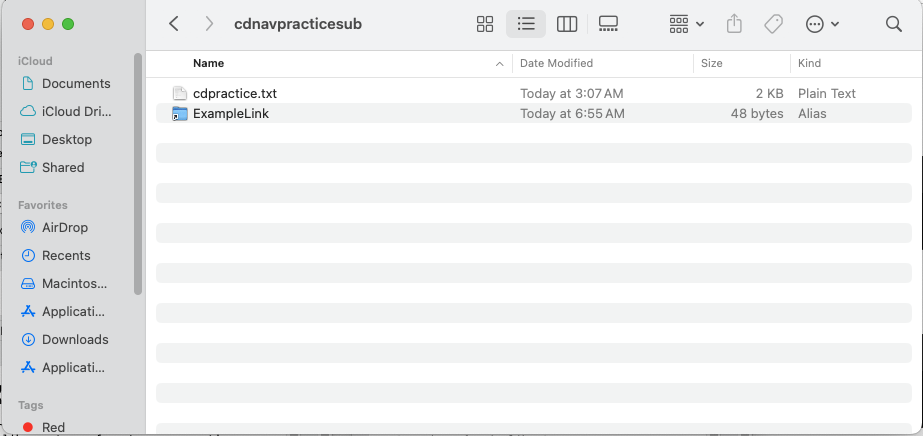 cdnavpracticesub
iCloud
Documents
iCloud Dri...
Desktop
Shared
Favorites
AirDrop
Recents
Macintos...
Applicati...
Downloads
Applicati...
Tags
Red
Name Date Modified Size Kind
cdpractice.txt Today at 3:07 AM 2 KB Plain Text
ExampleLink Today at 6:55 AM 48 bytes Alias